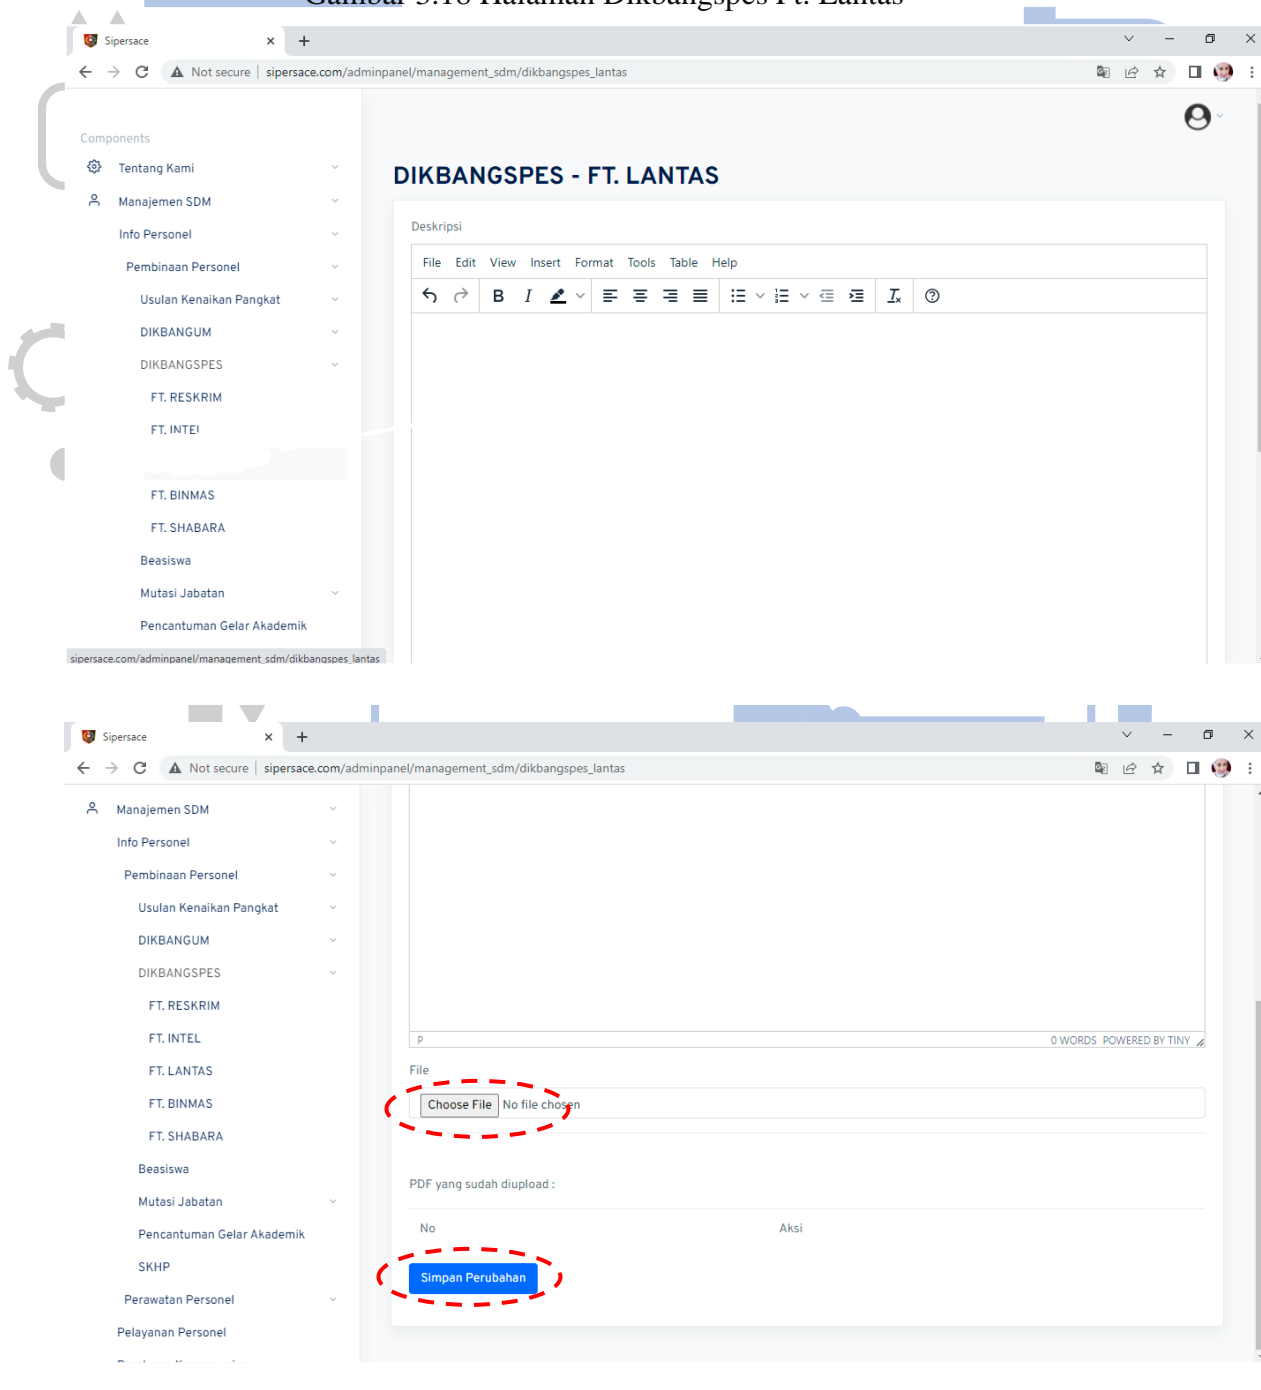 Sipersace
Not secure | sipersace.com/adminpanel/management_sdm/dikbangspes_lantas
Components
Tentang Kami
Manajemen SDM
Info Personel
Pembinaan Personel
Usulan Kenaikan Pangkat
DIKBANGUM
DIKBANGSPES
FT. RESKRIM
FT. INTEL
FT. BINMAS
FT. SHABARA
Beasiswa
Mutasi Jabatan
Pencantuman Gelar Akademik
sipersace.com/adminpanel/management_sdm/dikbangspes_lantas
DIKBANGSPES - FT. LANTAS
Deskripsi
File Edit View Insert Format Tools Table Help
Sipersace
Not secure | sipersace.com/adminpanel/management_sdm/dikbangspes_lantas
Manajemen SDM
Info Personel
Pembinaan Personel
Usulan Kenaikan Pangkat
DIKBANGUM
DIKBANGSPES
FT. RESKRIM
FT. INTEL
FT. LANTAS
FT. BINMAS
FT. SHABARA
Beasiswa
Mutasi Jabatan
Pencantuman Gelar Akademik
SKHP
Perawatan Personel
Pelayanan Personel
P
0 WORDS POWERED BY TINY
File
Choose File No file chosen
PDF yang sudah diupload :
No Aksi
Simpan Perubahan